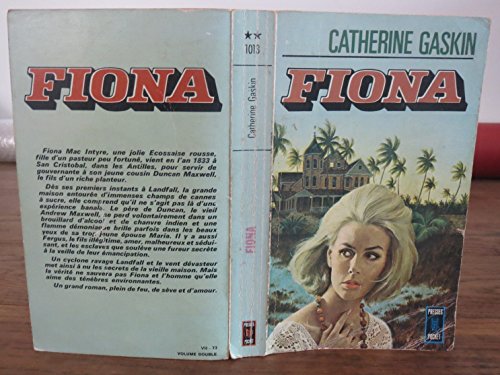 FIONA
Fiona Mac Intyre, une jolie Ecossaise rousse,
fille d'un pasteur peu fortuné, vient en l'an 1833 à
San Cristobal, dans les Antilles, pour servir de
gouvernante à son jeune cousin Duncan Maxwell,
le fils d'un riche planteur.
Dès ses premiers instants à Landfall, la grande
maison entourée d'immenses champs de cannes
à sucre, elle comprend qu'il ne s'agit pas là d'une
expérience banale. Le père de Duncan, le vieil
Andrew Maxwell, se perd volontairement dans un
brouillard d'alcool et de chanvre indien et une
flamme démoniaque brille parfois dans les beaux
yeux de sa trop jeune épouse Maria. Il y a aussi
Fergus, le fils illégitime, amer, malheureux et sédui-
sant, et les esclaves que soulève une fureur secrète
à la veille de leur émancipation.
Un cyclone ravage Landfall et le vent dévastateur
met ainsi à nu les secrets de la vieille maison. Mais
la vérité ne sauvera pas Fiona et l'homme qu'elle
aime des ténèbres environnantes.
Un grand roman, plein de feu, de sève et d'amour.
VII - 73
VOLUME DOUBLE
1013
Catherine Gaskin
FIONA
PRESSES
POCKET
CATHERINE GASKIN
FIONA
PRESSES
POCKET